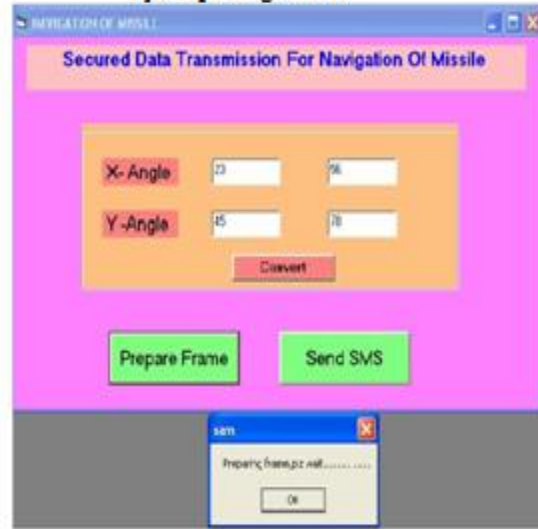 NAVIGATION OF MISSILE
Secured Data Transmission For Navigation Of Missile
X- Angle 23 56
Y -Angle 45 78
Convert
Prepare Frame Send SMS
Preparing frame,plz wait
OK